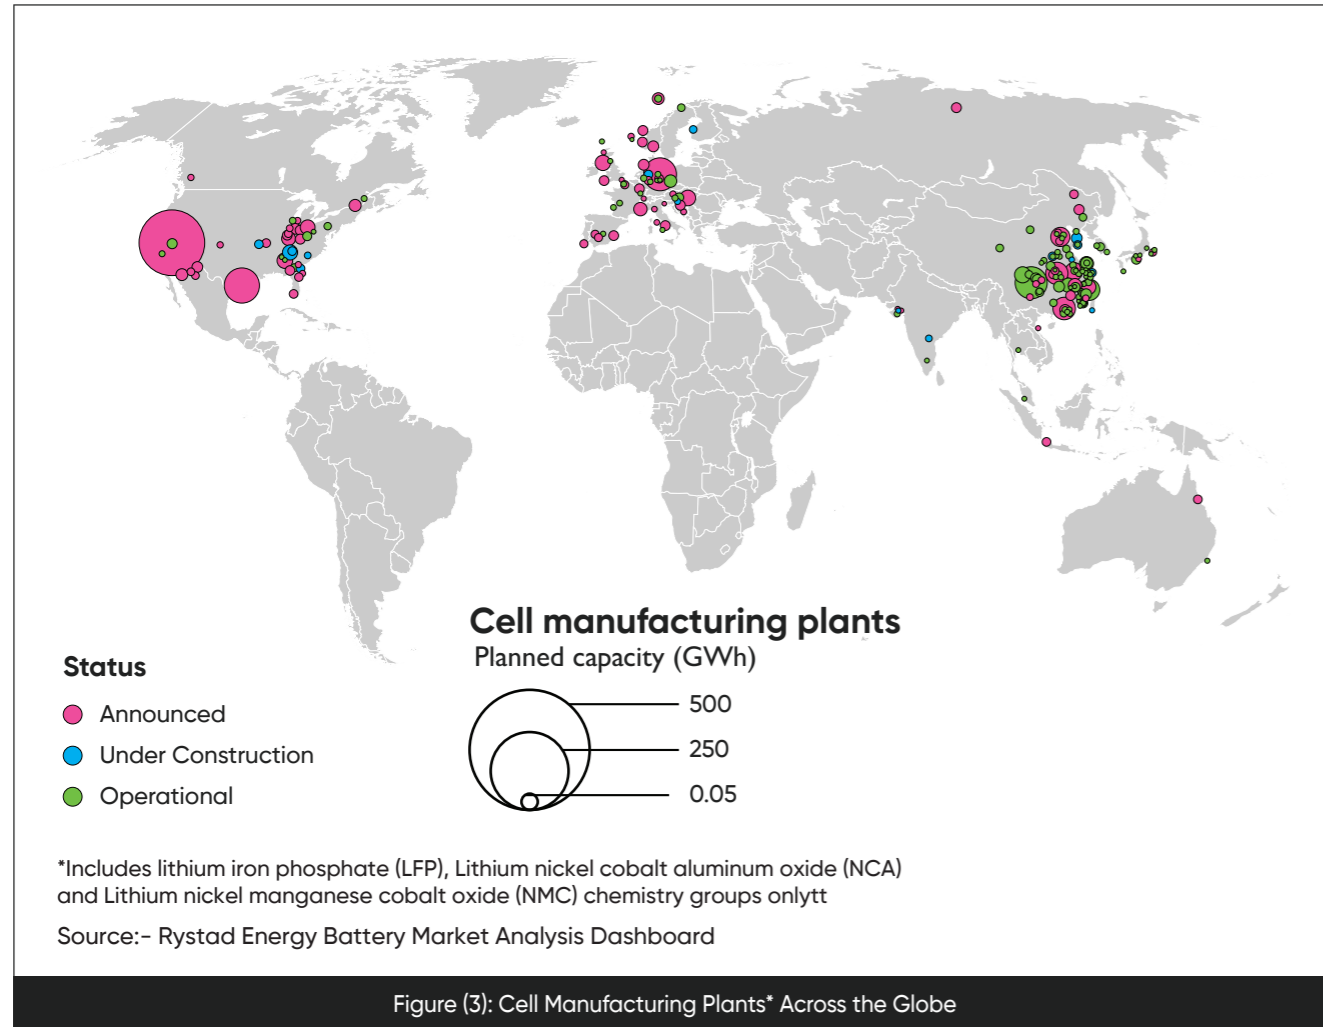 Cell manufacturing plants
Planned capacity (GWh)
500
250
0.05
Status
Announced
Under Construction
Operational
*Includes lithium iron phosphate (LFP), Lithium nickel cobalt aluminum oxide (NCA)
and Lithium nickel manganese cobalt oxide (NMC) chemistry groups onlytt
Source:- Rystad Energy Battery Market Analysis Dashboard
Figure (3): Cell Manufacturing Plants* Across the Globe